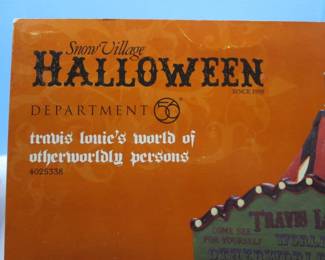 Snow Village
HALLOWEEN
SINCE 1998
DEPARTMENT 56
travis louie's world of
otherworldly persons
4025338
TRAVIS L
COME SEE
FOR YOURSELF
WORL